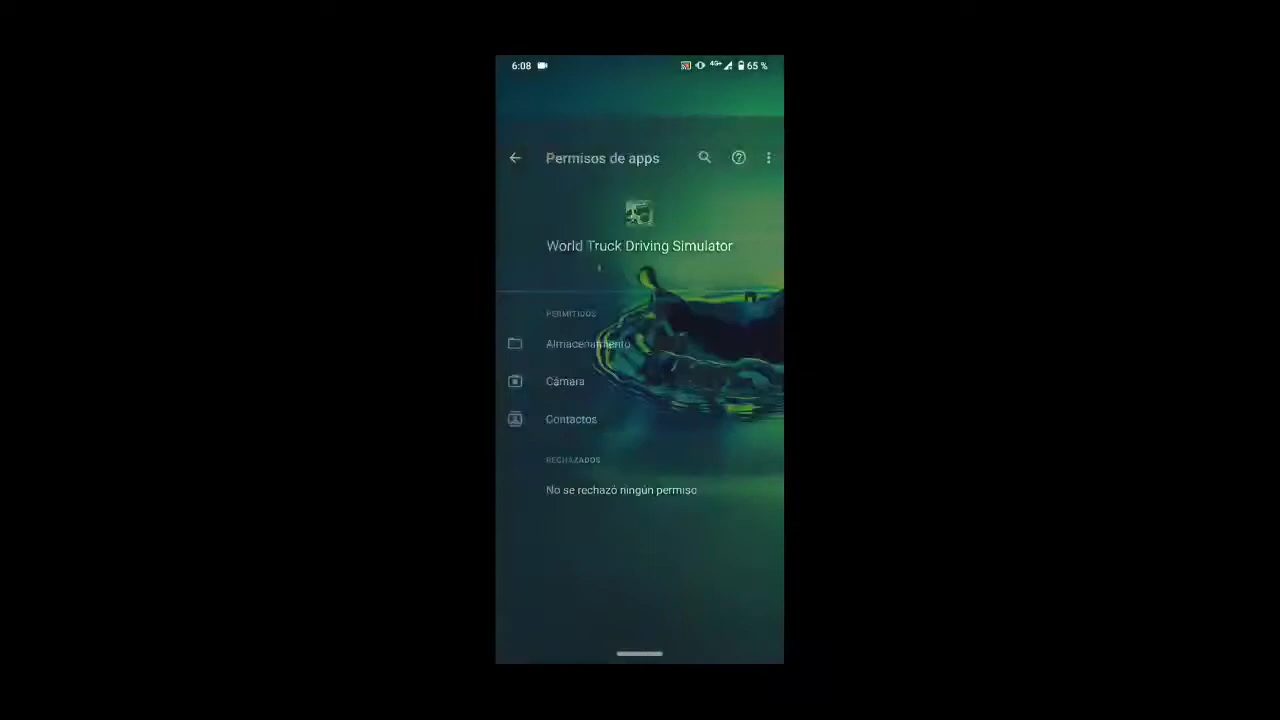 6:08 4G+ 65 %
Permisos de apps
World Truck Driving Simulator
PERMITIDOS
Almacenamiento
Cámara
Contactos
RECHAZADOS
No se rechazó ningún permiso